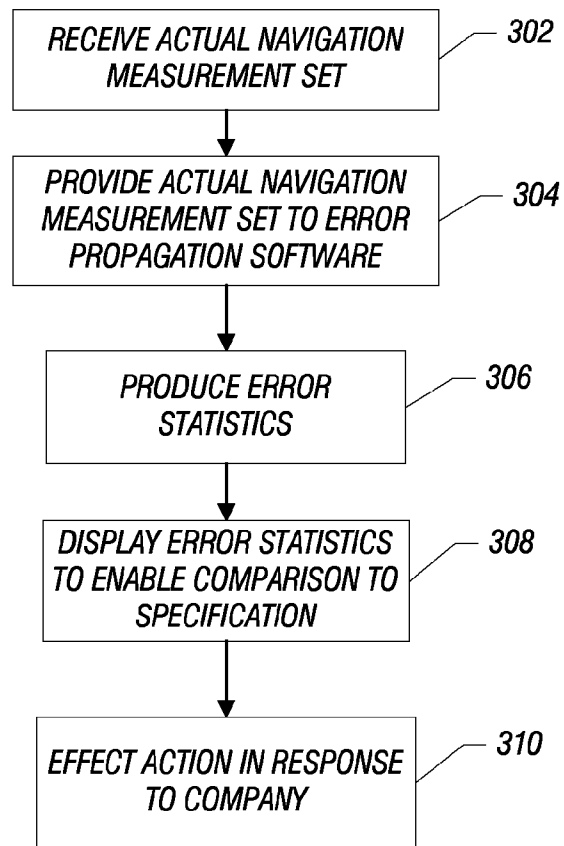 RECEIVE ACTUAL NAVIGATION
MEASUREMENT SET
302
PROVIDE ACTUAL NAVIGATION
MEASUREMENT SET TO ERROR
PROPAGATION SOFTWARE
304
PRODUCE ERROR
STATISTICS
306
DISPLAY ERROR STATISTICS
TO ENABLE COMPARISON TO
SPECIFICATION
308
EFFECT ACTION IN RESPONSE
TO COMPANY
310